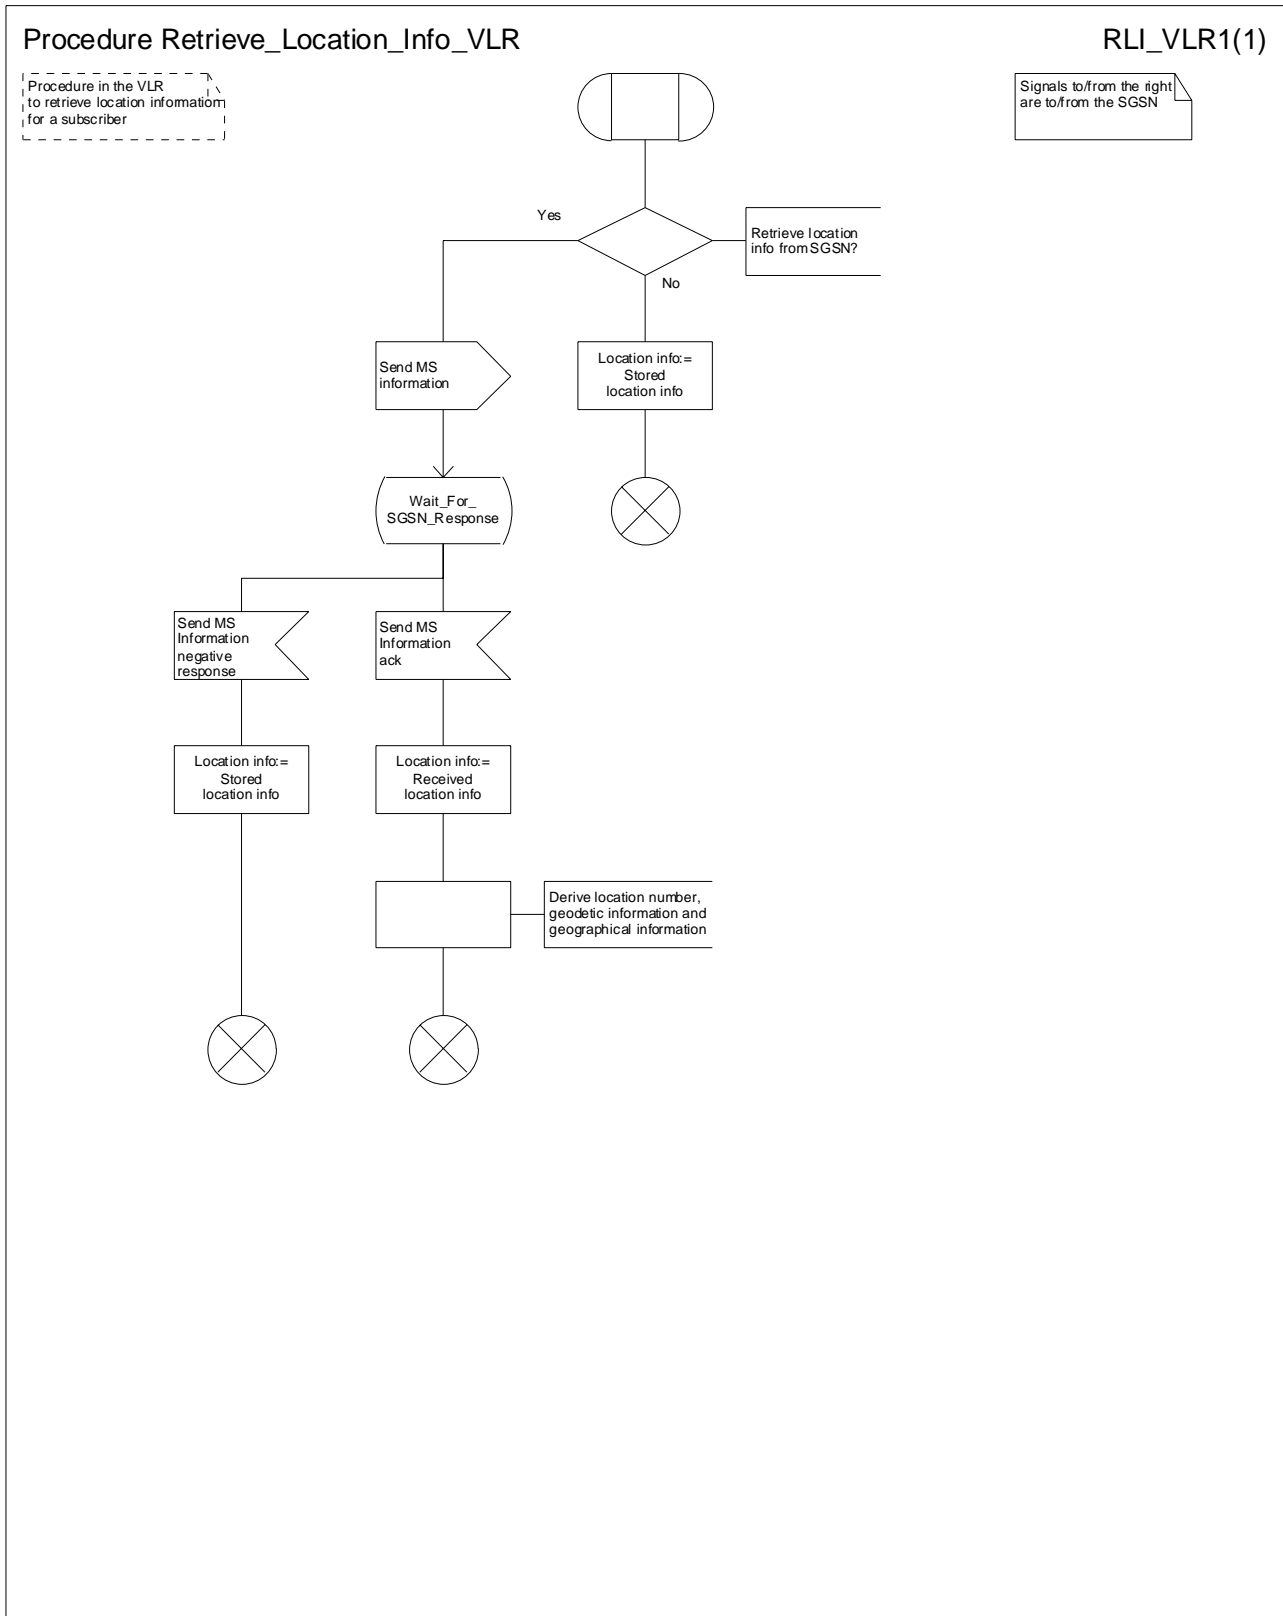 Procedure Retrieve_Location_Info_VLR
RLI_VLR1(1)
Procedure in the VLR
to retrieve location information
for a subscriber
Signals to/from the right
are to/from the SGSN
Yes
Retrieve location
info from SGSN?
No
Send MS
information
Location info:=
Stored
location info
Wait_For_
SGSN_Response
Send MS
Information
negative
response
Send MS
Information
ack
Location info:=
Stored
location info
Location info:=
Received
location info
Derive location number,
geodetic information and
geographical information